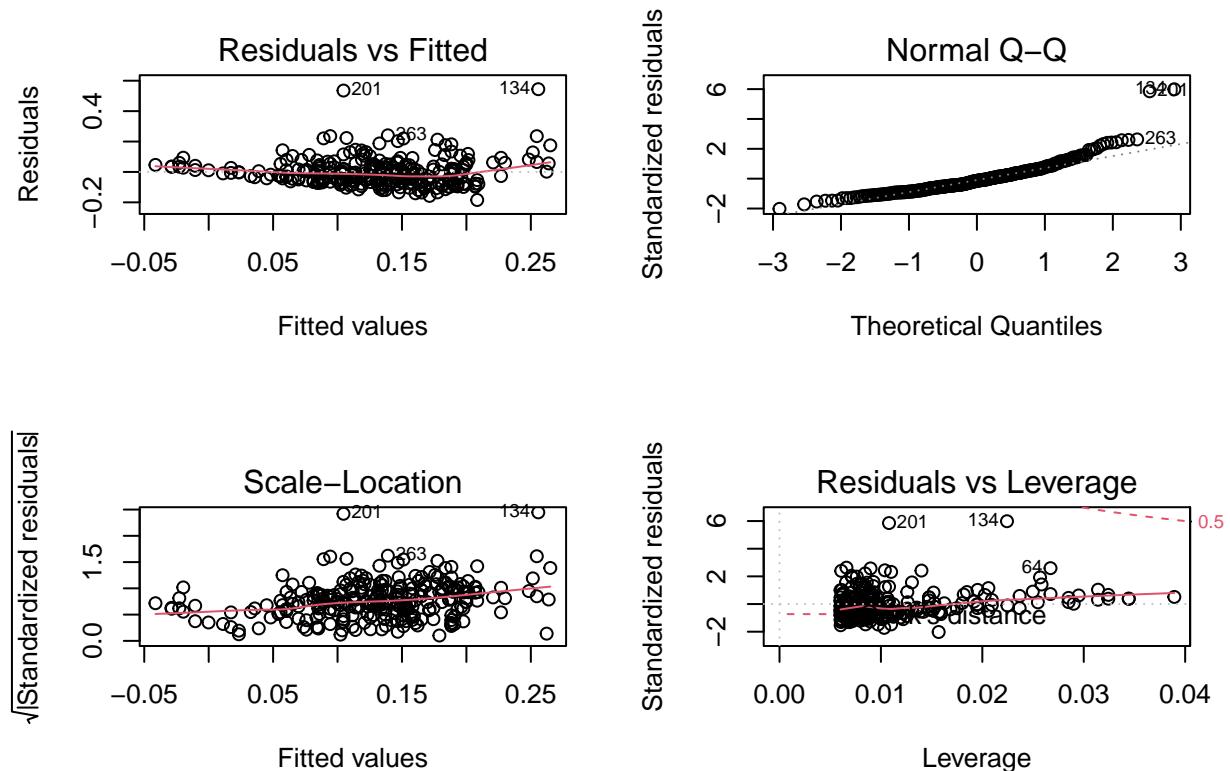 Residuals vs Fitted
Residuals
0.4
−0.2
201
134
263
−0.05 0.05 0.15 0.25
Fitted values
Normal Q−Q
Standardized residuals
6
2
−2
134
201
263
−3 −2 −1 0 1 2 3
Theoretical Quantiles
Scale−Location
√|Standardized residuals|
1.5
0.0
201
134
263
−0.05 0.05 0.15 0.25
Fitted values
Residuals vs Leverage
Standardized residuals
6
2
−2
201
134
64
0.5
distance
0.00 0.01 0.02 0.03 0.04
Leverage